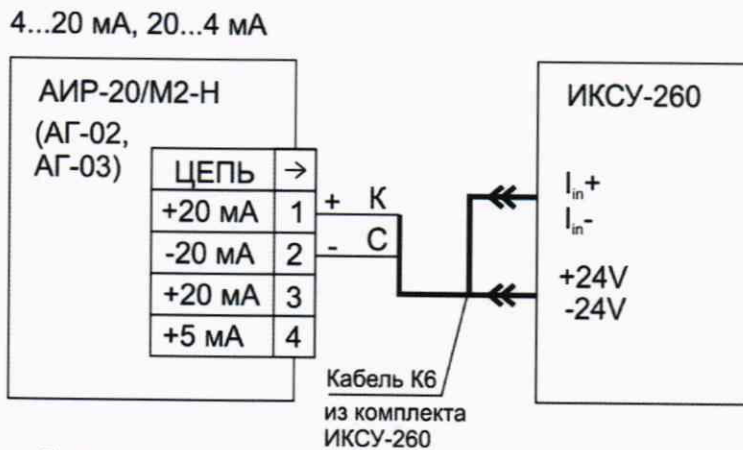 4...20 мА, 20...4 мА
АИР-20/М2-Н
(АГ-02,
АГ-03)
ЦЕПЬ →
+20 мА 1
-20 мА 2
+20 мА 3
+5 мА 4
+ К
- С
ИКСУ-260
Iin+
Iin-
+24V
-24V
Кабель К6
из комплекта
ИКСУ-260